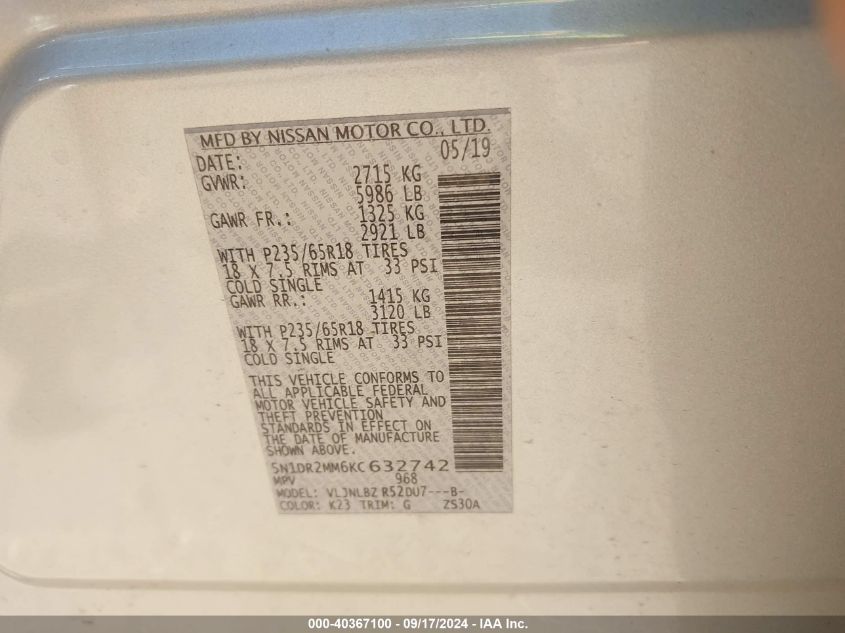 MFD BY NISSAN MOTOR CO., LTD.
DATE: 05/19
GVWR: 2715 KG
5986 LB
GAWR FR.: 1325 KG
2921 LB
WITH P235/65R18 TIRES
18 X 7.5 RIMS AT 33 PSI
COLD SINGLE
GAWR RR.: 1415 KG
3120 LB
WITH P235/65R18 TIRES
18 X 7.5 RIMS AT 33 PSI
COLD SINGLE
THIS VEHICLE CONFORMS TO
ALL APPLICABLE FEDERAL
MOTOR VEHICLE SAFETY AND
THEFT PREVENTION
STANDARDS IN EFFECT ON
THE DATE OF MANUFACTURE
SHOWN ABOVE.
5N1DR2MM6KC632742
MPV 968
MODEL: VLJNLBZ R52DU7---B-
COLOR: K23 TRIM: G ZS30A
000-40367100 - 09/17/2024 - IAA Inc.